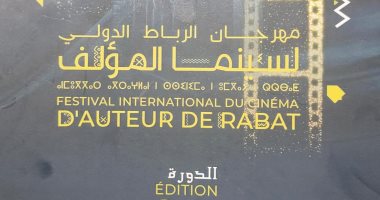 مهرجان الرباط الدولي
لسينما المؤلف
FESTIVAL INTERNATIONAL DU CINÉMA
D'AUTEUR DE RABAT
الدورة
ÉDITION